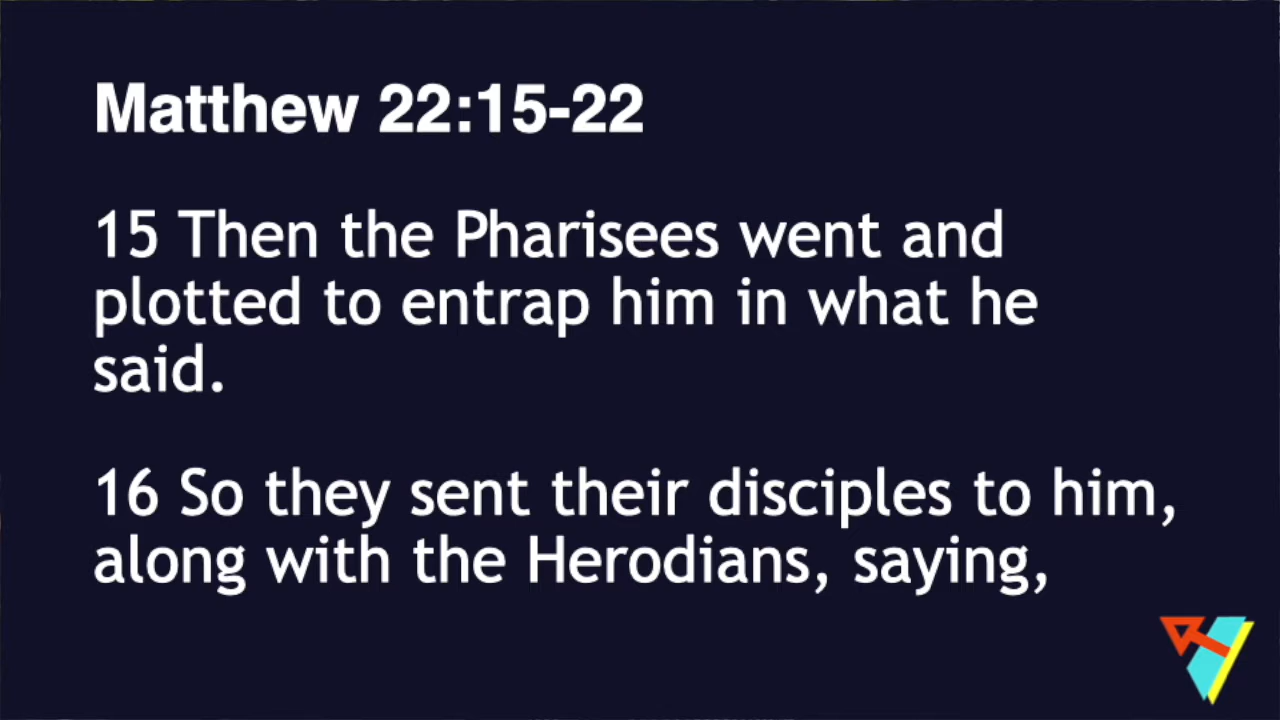 Matthew 22:15-22
15 Then the Pharisees went and
plotted to entrap him in what he
said.
16 So they sent their disciples to him,
along with the Herodians, saying,